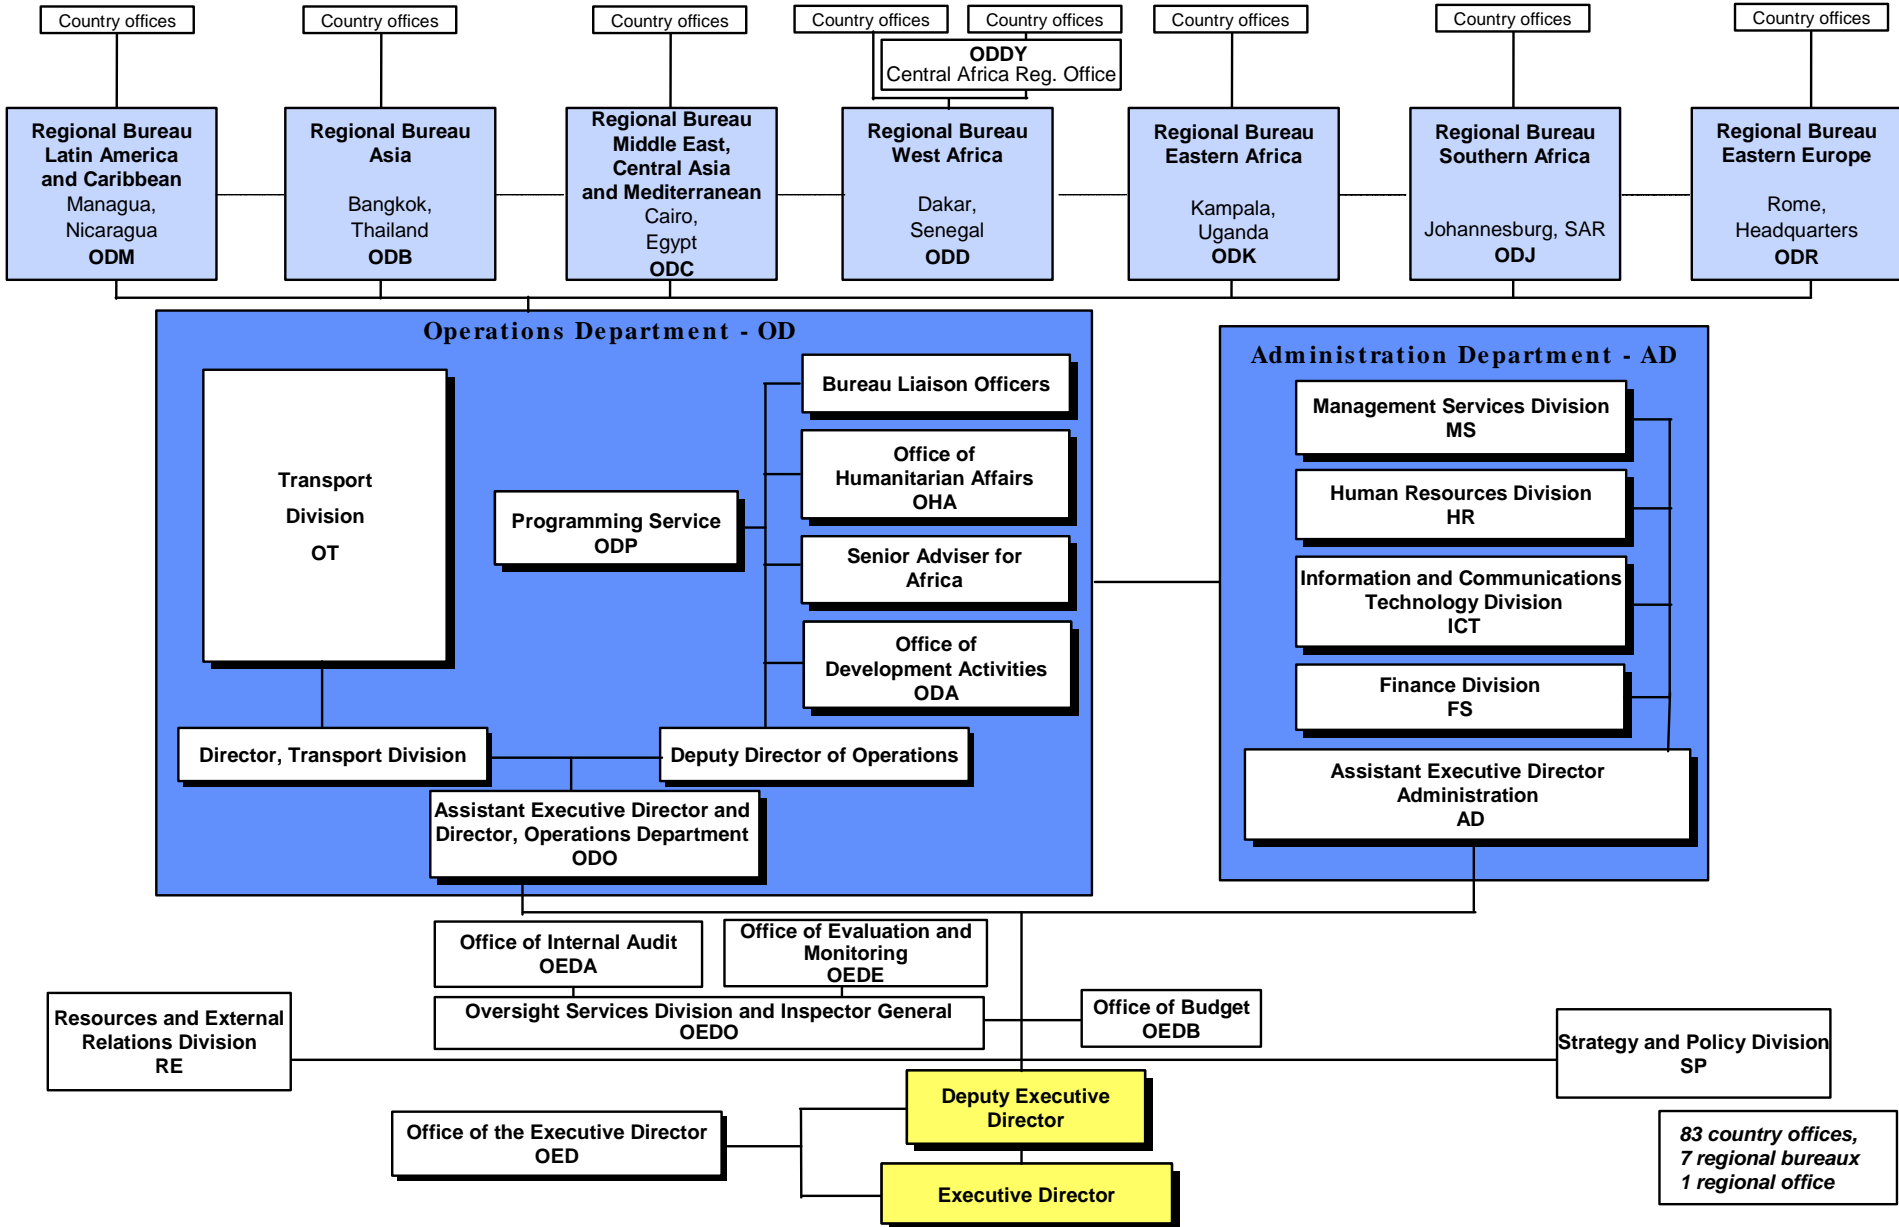 Country offices
Country offices
Country offices
Country offices
Country offices
Country offices
Country offices
Country offices
ODDY
Central Africa Reg. Office
Regional Bureau
Latin America
and Caribbean
Managua,
Nicaragua
ODM
Regional Bureau
Asia
Bangkok,
Thailand
ODB
Regional Bureau
Middle East,
Central Asia
and Mediterranean
Cairo,
Egypt
ODC
Regional Bureau
West Africa
Dakar,
Senegal
ODD
Regional Bureau
Eastern Africa
Kampala,
Uganda
ODK
Regional Bureau
Southern Africa
Johannesburg, SAR
ODJ
Regional Bureau
Eastern Europe
Rome,
Headquarters
ODR
Operations Department - OD
Transport
Division
OT
Programming Service
ODP
Bureau Liaison Officers
Office of
Humanitarian Affairs
OHA
Senior Adviser for
Africa
Office of
Development Activities
ODA
Director, Transport Division
Deputy Director of Operations
Assistant Executive Director and
Director, Operations Department
ODO
Administration Department - AD
Management Services Division
MS
Human Resources Division
HR
Information and Communications
Technology Division
ICT
Finance Division
FS
Assistant Executive Director
Administration
AD
Office of Internal Audit
OEDA
Office of Evaluation and
Monitoring
OEDE
Oversight Services Division and Inspector General
OEDO
Office of Budget
OEDB
Resources and External
Relations Division
RE
Strategy and Policy Division
SP
Deputy Executive
Director
Office of the Executive Director
OED
Executive Director
83 country offices,
7 regional bureaux
1 regional office